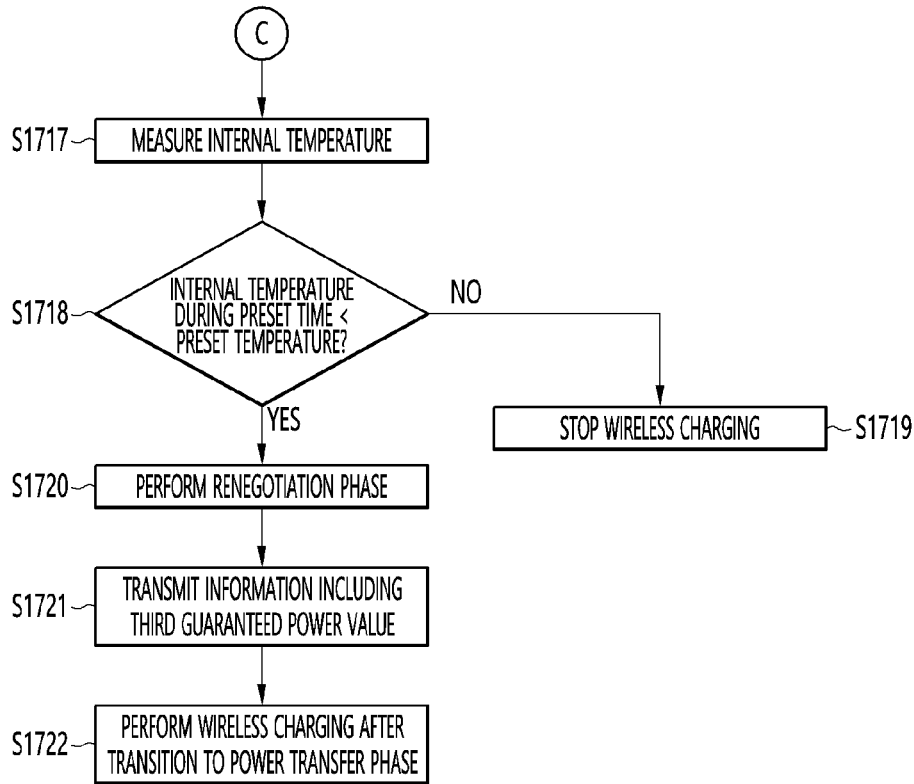 C
S1717
MEASURE INTERNAL TEMPERATURE
S1718
INTERNAL TEMPERATURE
DURING PRESET TIME <
PRESET TEMPERATURE?
NO
YES
STOP WIRELESS CHARGING
S1719
S1720
PERFORM RENEGOTIATION PHASE
S1721
TRANSMIT INFORMATION INCLUDING
THIRD GUARANTEED POWER VALUE
S1722
PERFORM WIRELESS CHARGING AFTER
TRANSITION TO POWER TRANSFER PHASE